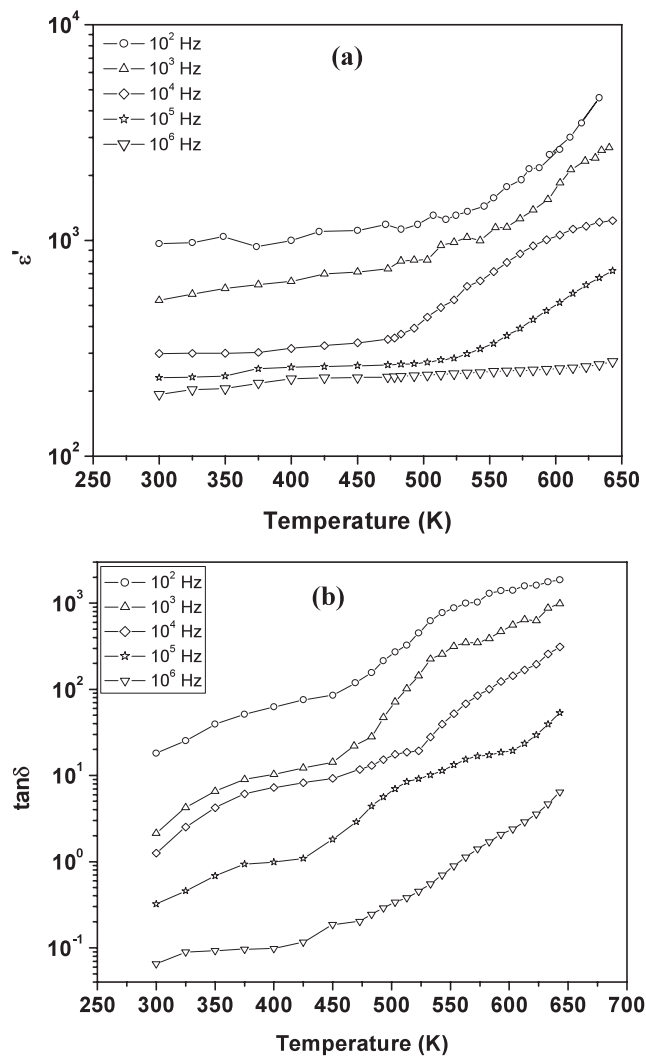 (a)
10² Hz
10³ Hz
10⁴ Hz
10⁵ Hz
10⁶ Hz
10⁴
10³
10²
ε'
250 300 350 400 450 500 550 600 650
Temperature (K)
(b)
10² Hz
10³ Hz
10⁴ Hz
10⁵ Hz
10⁶ Hz
10³
10²
10¹
10⁰
10⁻¹
tanδ
250 300 350 400 450 500 550 600 650 700
Temperature (K)